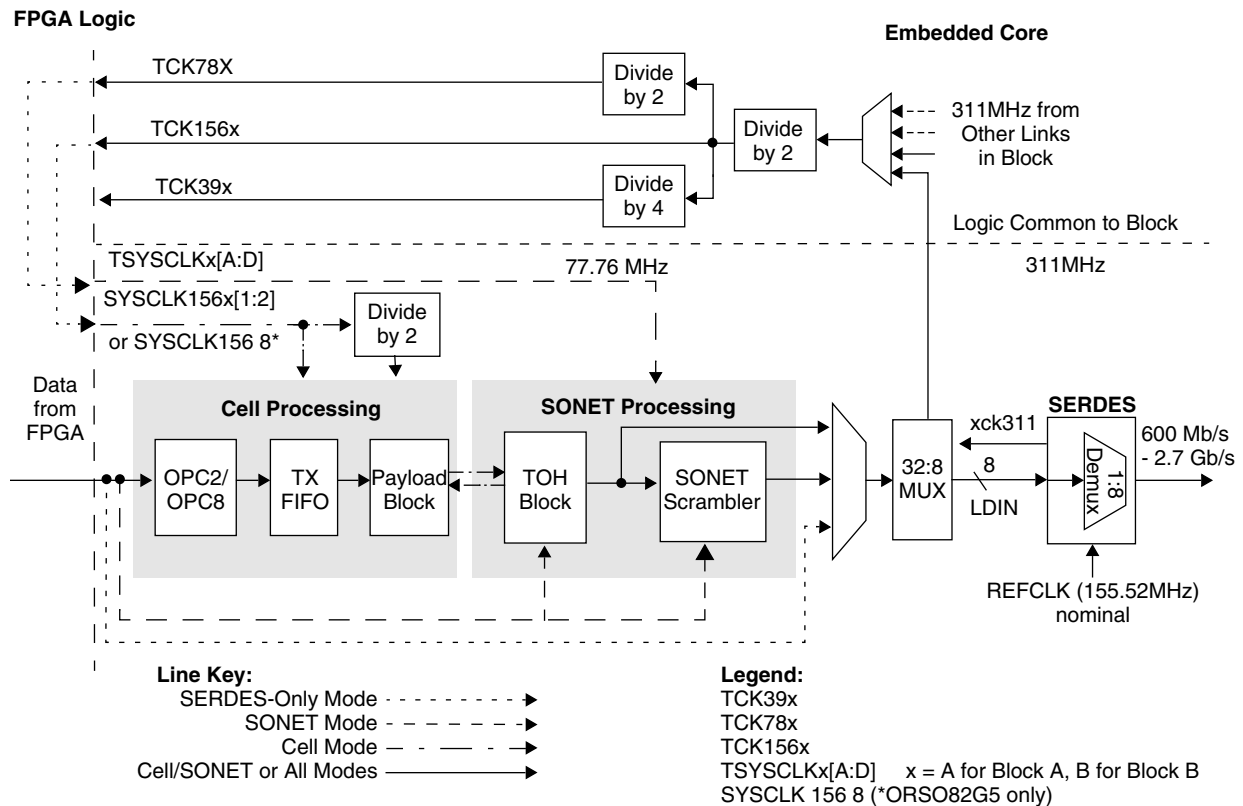 FPGA Logic
Embedded Core
TCK78X
Divide
by 2
TCK156x
Divide
by 2
311MHz from
Other Links
in Block
TCK39x
Divide
by 4
Logic Common to Block
TSYSCLKx[A:D]
77.76 MHz
311MHz
SYSCLK156x[1:2]
or SYSCLK156 8*
Divide
by 2
Data
from
FPGA
Cell Processing
SONET Processing
SERDES
OPC2/
OPC8
TX
FIFO
Payload
Block
TOH
Block
SONET
Scrambler
32:8
MUX
xck311
8
LDIN
1:8
Demux
600 Mb/s
- 2.7 Gb/s
REFCLK (155.52MHz)
nominal
Line Key:
SERDES-Only Mode
SONET Mode
Cell Mode
Cell/SONET or All Modes
Legend:
TCK39x
TCK78x
TCK156x
TSYSCLKx[A:D] x = A for Block A, B for Block B
SYSCLK 156 8 (*ORSO82G5 only)